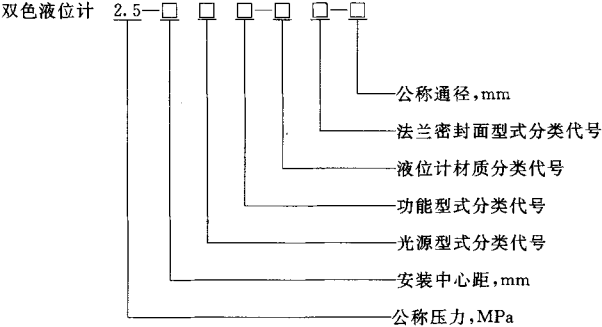 双色液位计 2.5—□ □ □—□ □—□
公称通径,mm
法兰密封面型式分类代号
液位计材质分类代号
功能型式分类代号
光源型式分类代号
安装中心距,mm
公称压力,MPa